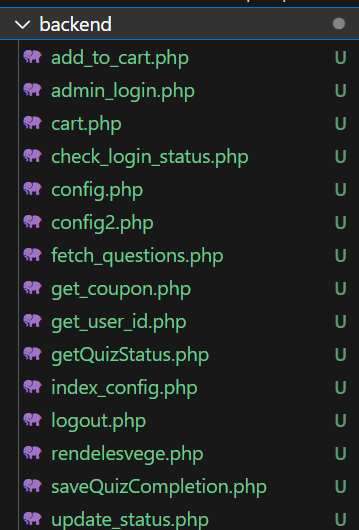 backend
add_to_cart.php U
admin_login.php U
cart.php U
check_login_status.php U
config.php U
config2.php U
fetch_questions.php U
get_coupon.php U
get_user_id.php U
getQuizStatus.php U
index_config.php U
logout.php U
rendelesvege.php U
saveQuizCompletion.php U
update_status.php U